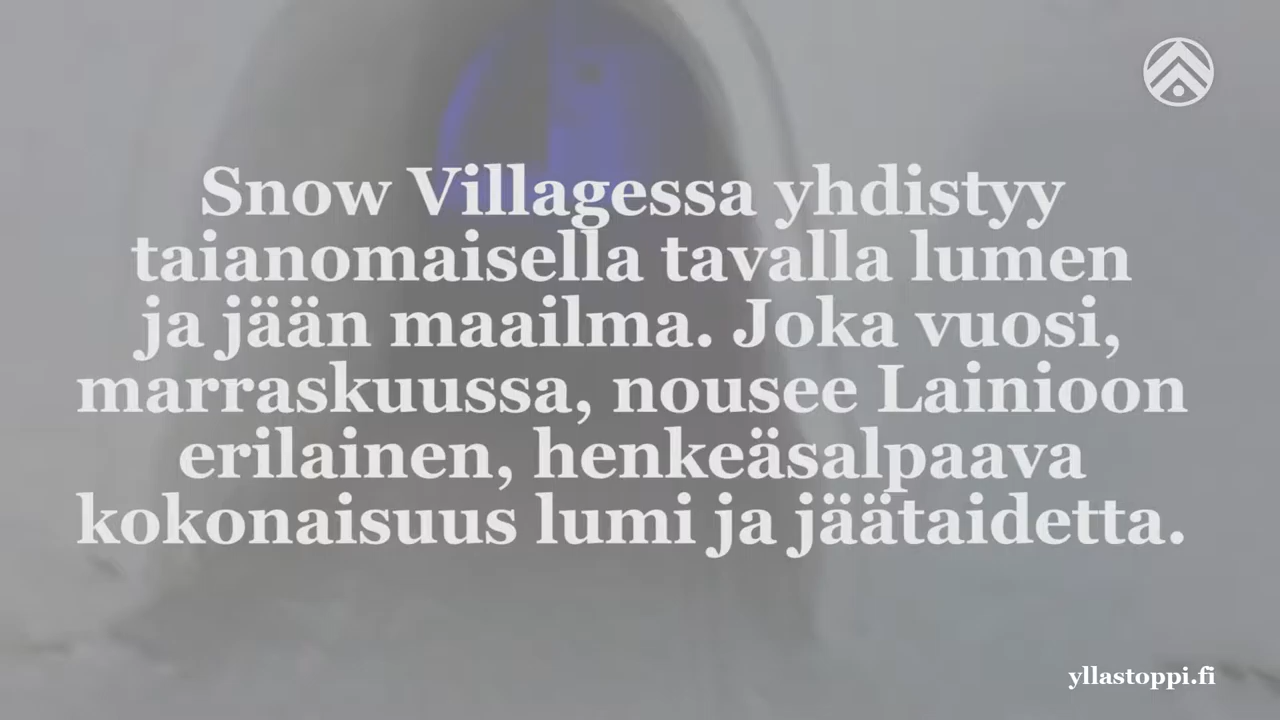 Snow Villagessa yhdistyy
taianomaisella tavalla lumen
ja jään maailma. Joka vuosi,
marraskuussa, nousee Lainioon
erilainen, henkeäsalpaava
kokonaisuus lumi ja jäätaidetta.
yllastoppi.fi